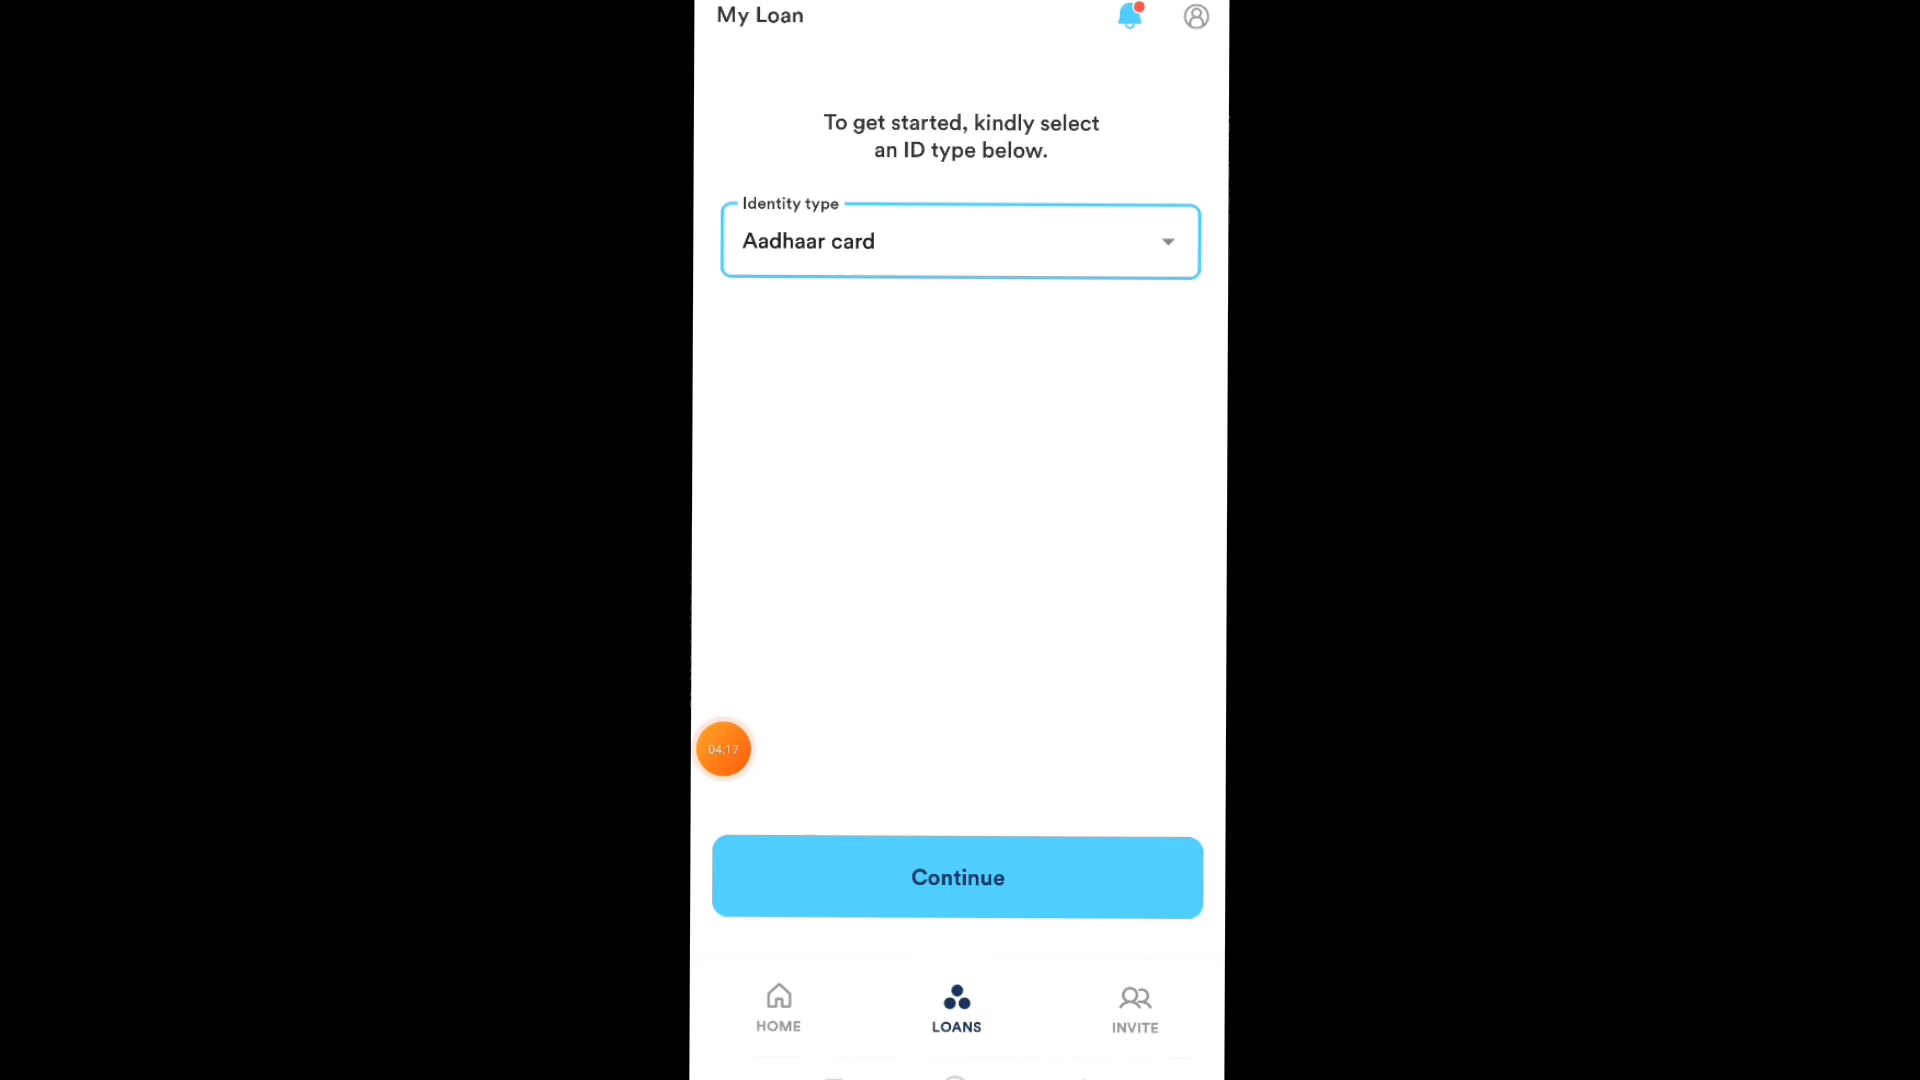 My Loan
To get started, kindly select
an ID type below.
Identity type
Aadhaar card
04:17
Continue
HOME
LOANS
INVITE